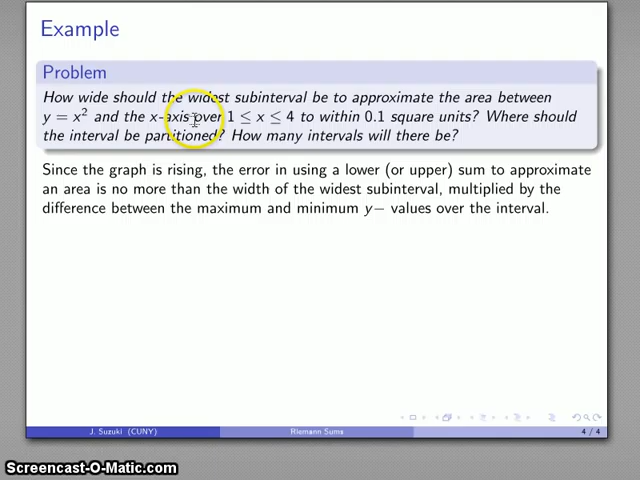 Example
Problem
How wide should the widest subinterval be to approximate the area between
y = x² and the x-axis over 1 ≤ x ≤ 4 to within 0.1 square units? Where should
the interval be partitioned? How many intervals will there be?
Since the graph is rising, the error in using a lower (or upper) sum to approximate
an area is no more than the width of the widest subinterval, multiplied by the
difference between the maximum and minimum y− values over the interval.
J. Suzuki (CUNY) Riemann Sums 4 / 4
Screencast-O-Matic.com